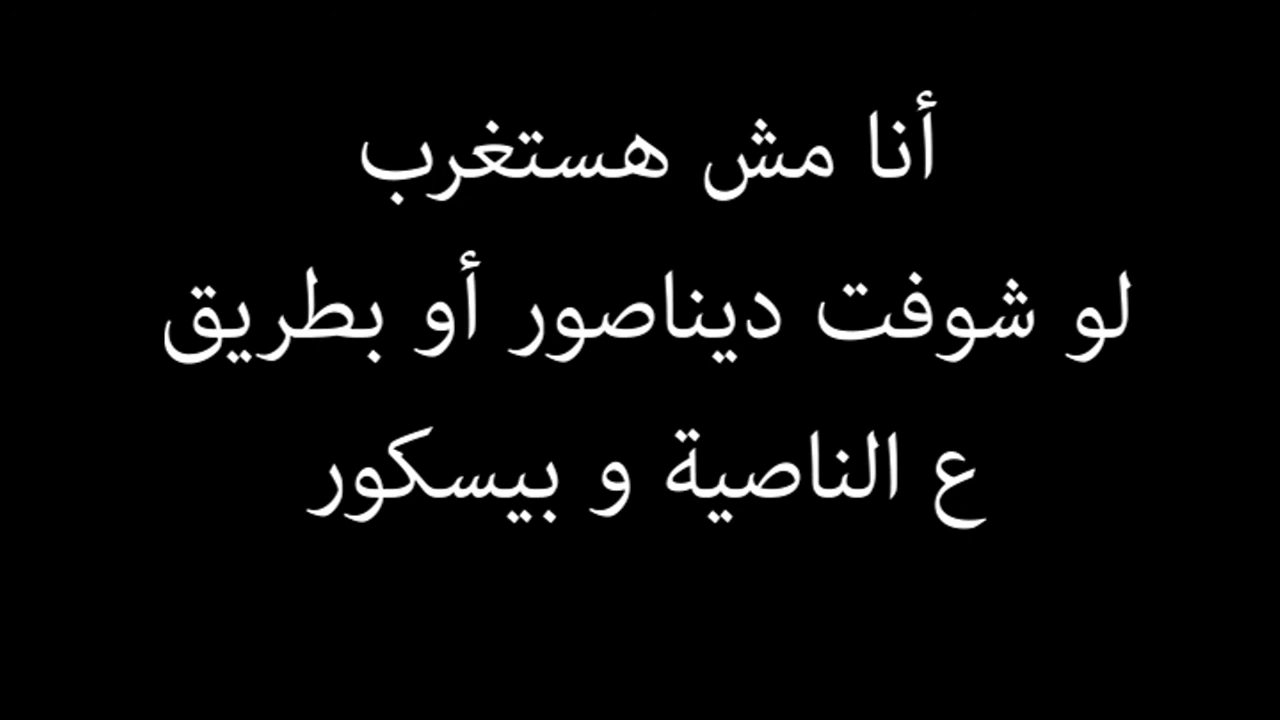 أنا مش هستغرب
لو شوفت ديناصور أو بطريق
ع الناصية و بيسكور